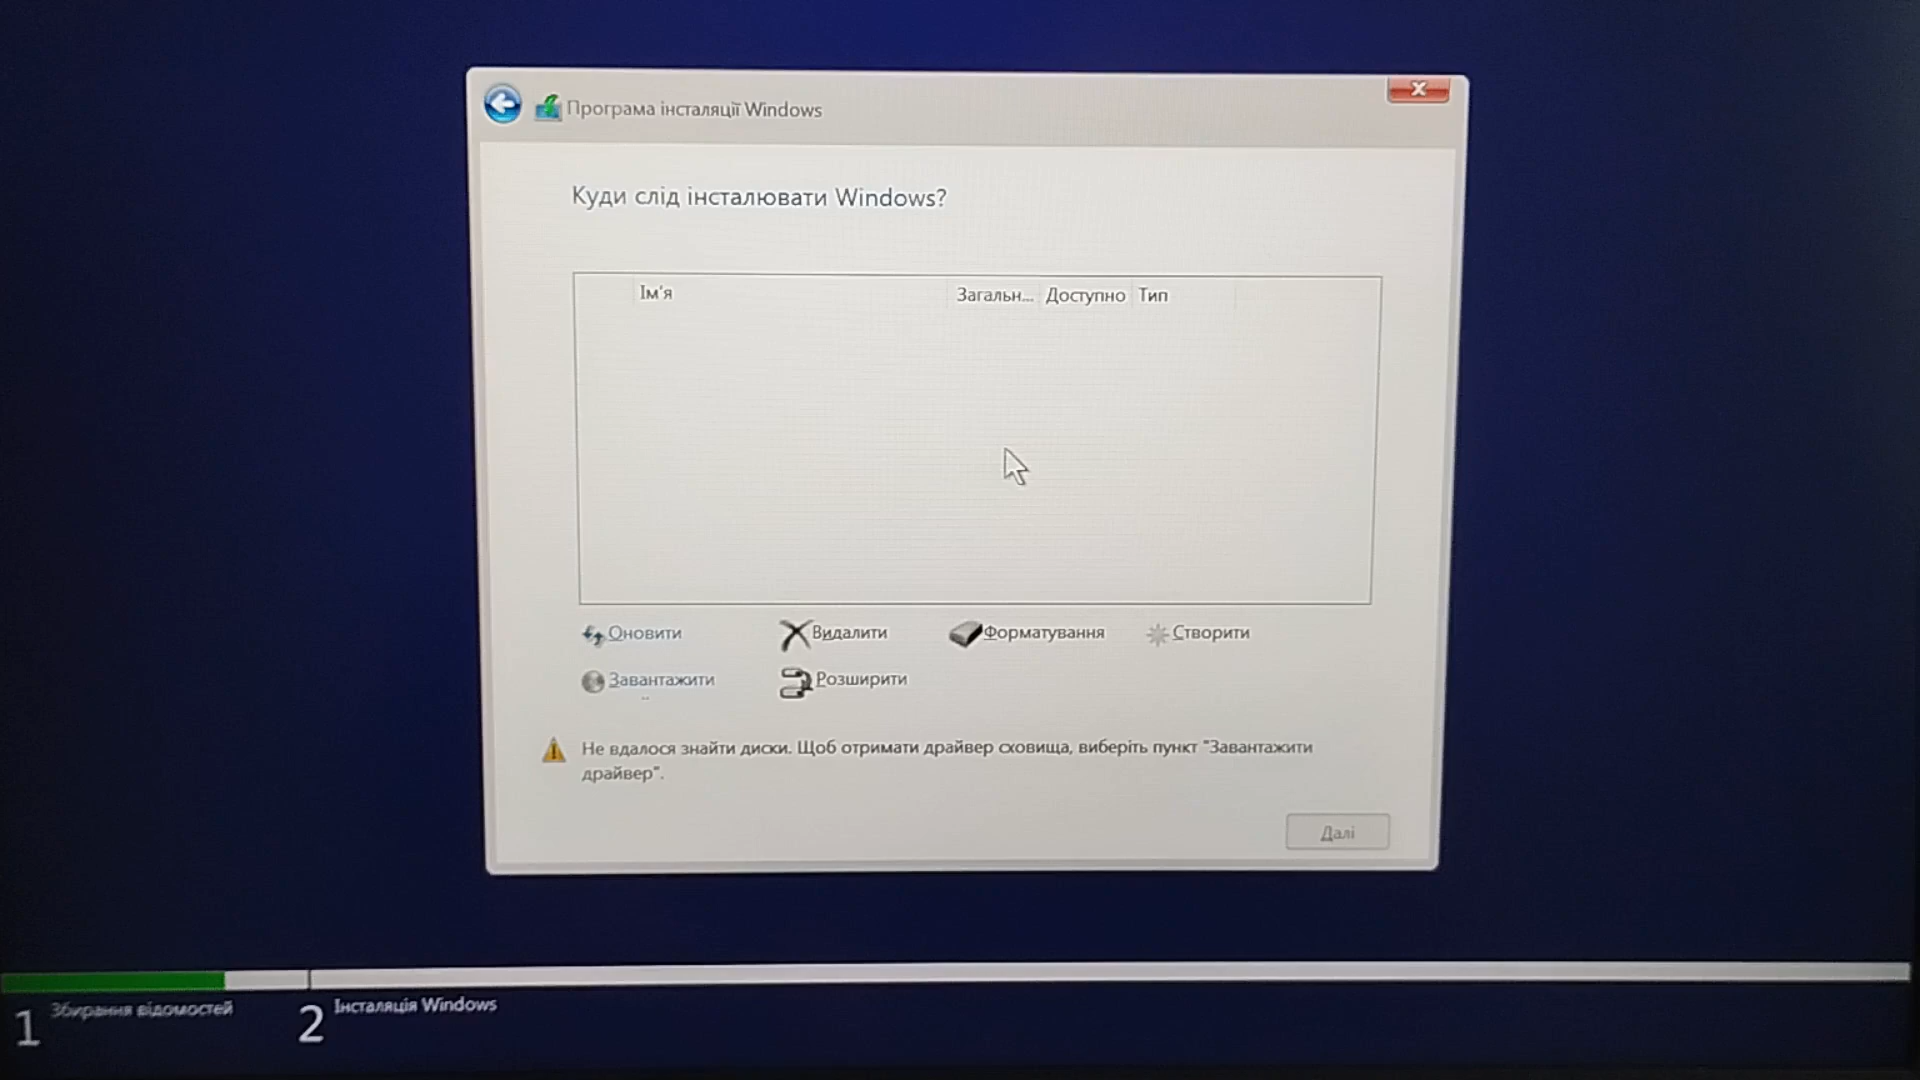 Програма інсталяції Windows
Куди слід інсталювати Windows?
Ім'я Загальн... Доступно Тип
Оновити Видалити Форматування Створити
Завантажити Розширити
Не вдалося знайти диски. Щоб отримати драйвер сховища, виберіть пункт "Завантажити
драйвер".
Далі
1 Збирання відомостей 2 Інсталяція Windows